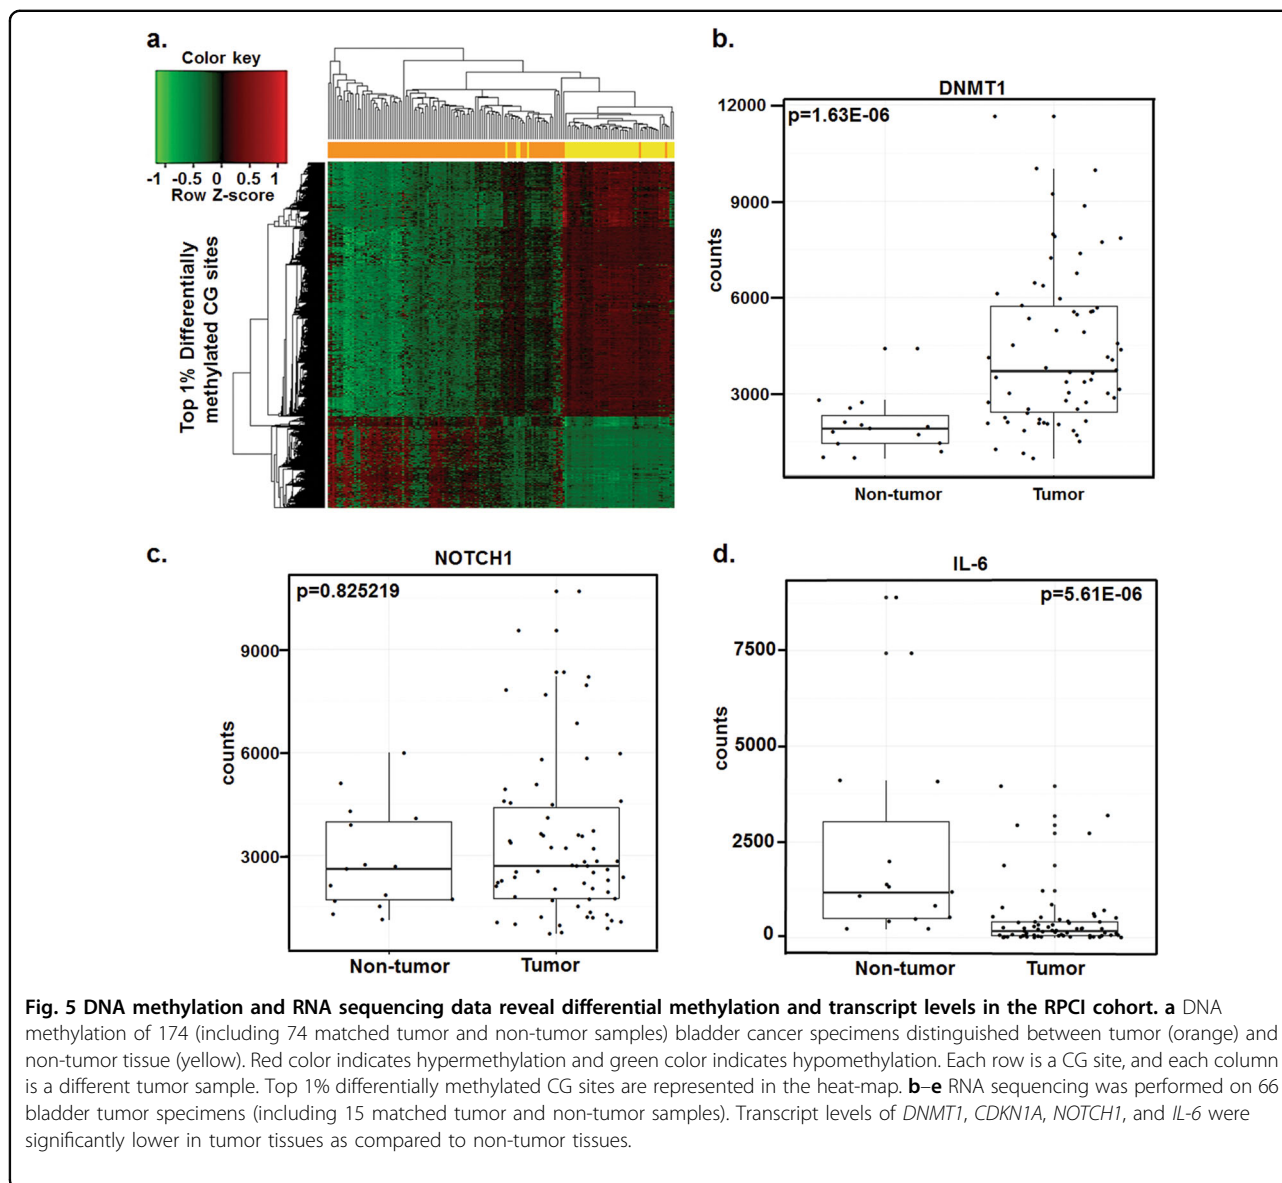 a.
Color key
-1 -0.5 0 0.5 1
Row Z-score
Top 1% Differentially
methylated CG sites
b.
DNMT1
p=1.63E-06
12000
9000
6000
3000
counts
Non-tumor Tumor
c.
NOTCH1
p=0.825219
9000
6000
3000
counts
Non-tumor Tumor
d.
IL-6
p=5.61E-06
7500
5000
2500
0
counts
Non-tumor Tumor
Fig. 5 DNA methylation and RNA sequencing data reveal differential methylation and transcript levels in the RPCI cohort. a DNA
methylation of 174 (including 74 matched tumor and non-tumor samples) bladder cancer specimens distinguished between tumor (orange) and
non-tumor tissue (yellow). Red color indicates hypermethylation and green color indicates hypomethylation. Each row is a CG site, and each column
is a different tumor sample. Top 1% differentially methylated CG sites are represented in the heat-map. b–e RNA sequencing was performed on 66
bladder tumor specimens (including 15 matched tumor and non-tumor samples). Transcript levels of DNMT1, CDKN1A, NOTCH1, and IL-6 were
significantly lower in tumor tissues as compared to non-tumor tissues.